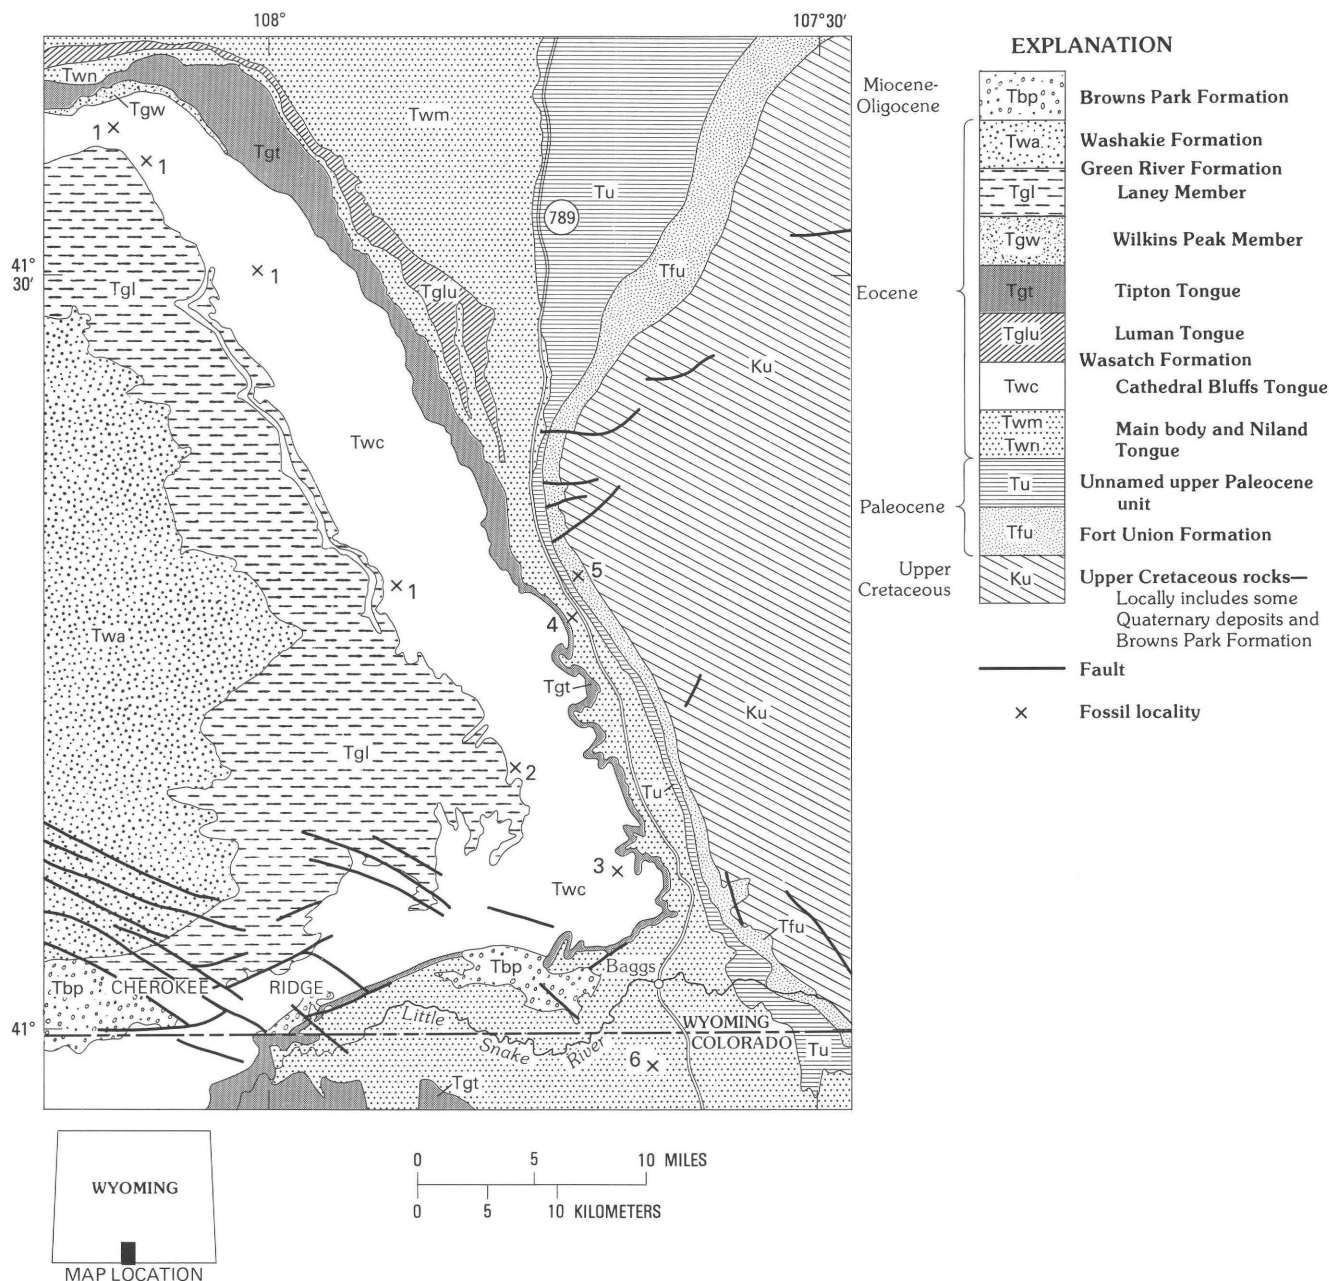 108°
107°30′
Twn
Tgw
1
1
Twm
Tgt
Tu
789
41°
30′
1
Tgl
Tglu
Tfu
Ku
Twc
5
1
4
Twa
Tgt
Ku
Tgl
2
Tu
3
Twc
Tfu
Tbp
Baggs
Tbp
CHEROKEE RIDGE
41°
Little
Snake
River
WYOMING
COLORADO
6
Tu
Tgt
EXPLANATION
Miocene-
Oligocene
Tbp
Browns Park Formation
Twa
Washakie Formation
Green River Formation
Tgl
Laney Member
Tgw
Wilkins Peak Member
Eocene
Tgt
Tipton Tongue
Tglu
Luman Tongue
Wasatch Formation
Twc
Cathedral Bluffs Tongue
Twm
Twn
Main body and Niland
Tongue
Paleocene
Tu
Unnamed upper Paleocene
unit
Tfu
Fort Union Formation
Upper
Cretaceous
Ku
Upper Cretaceous rocks—
Locally includes some
Quaternary deposits and
Browns Park Formation
Fault
×
Fossil locality
0 5 10 MILES
0 5 10 KILOMETERS
WYOMING
MAP LOCATION